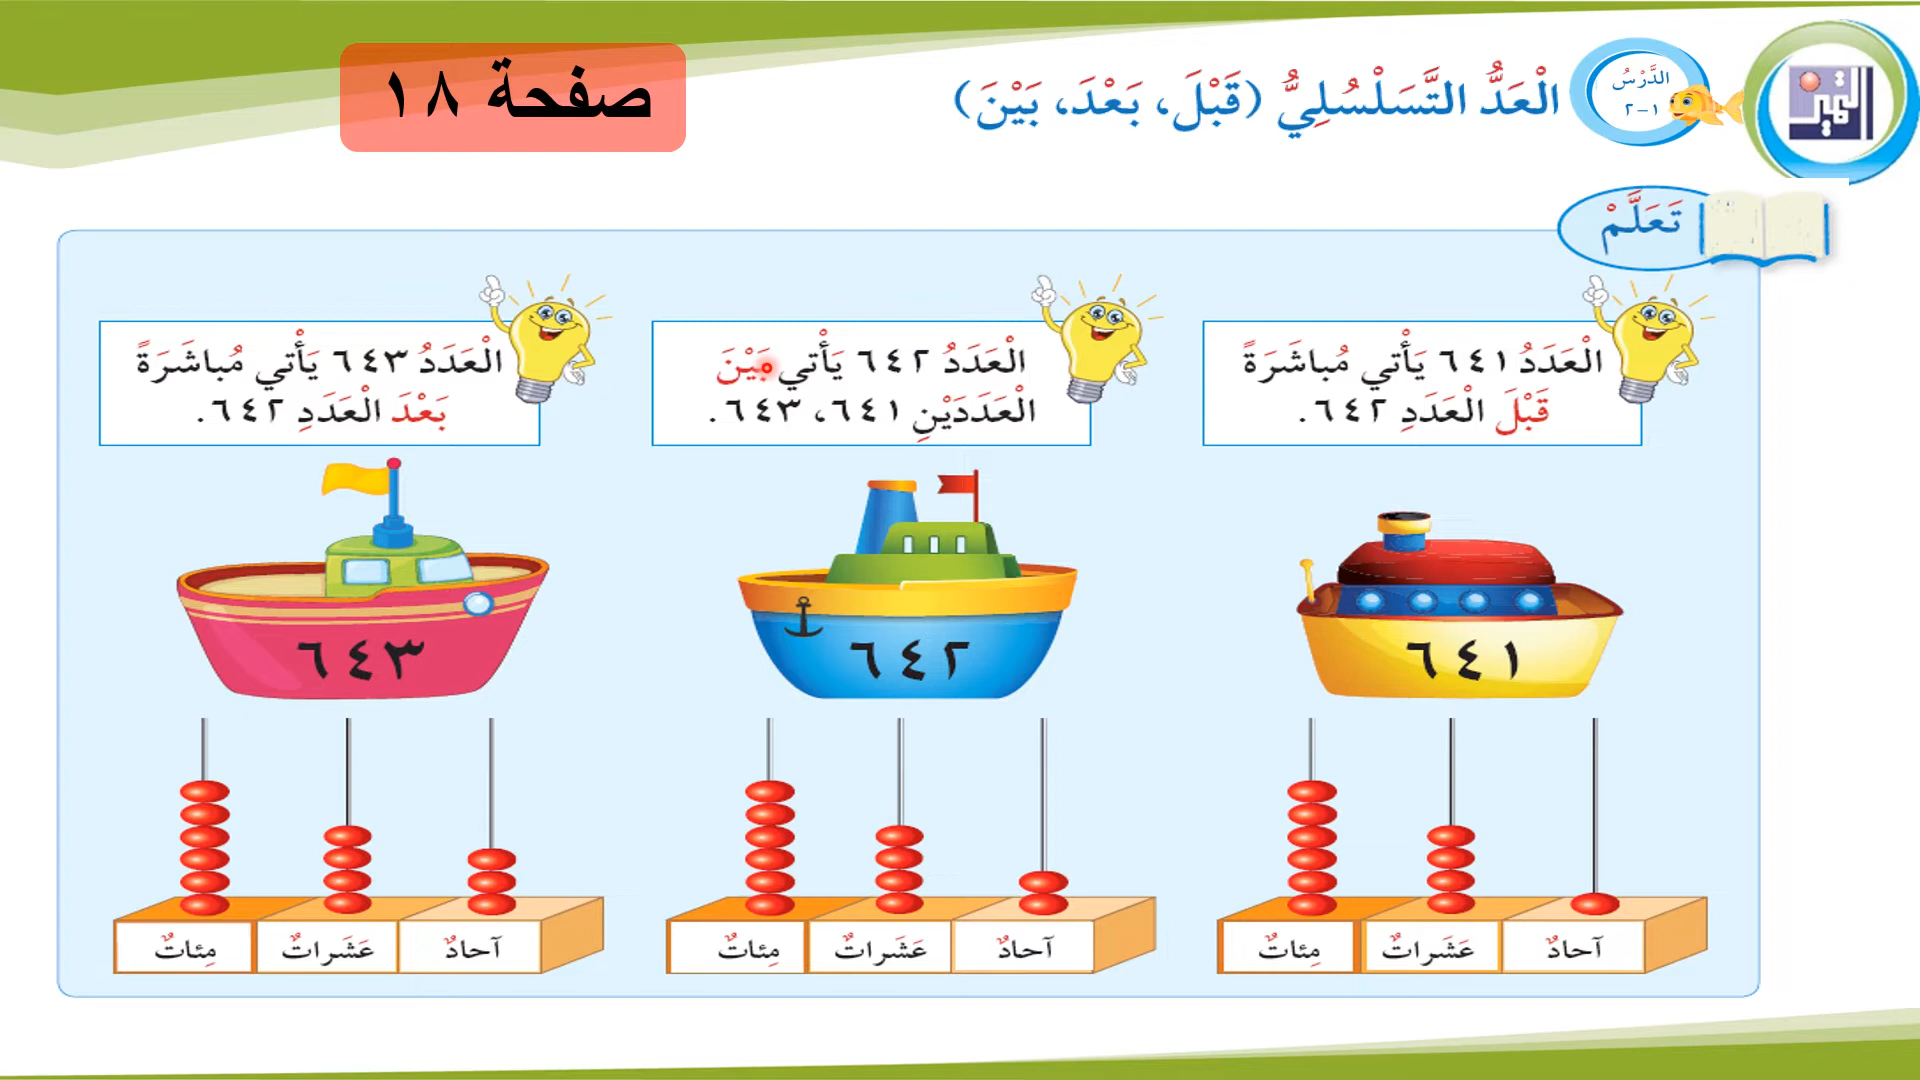 صفحة ١٨
الْعَدُّ التَّسَلْسُلِيُّ (قَبْلَ، بَعْدَ، بَيْنَ)
الدَّرْسُ
٢-١
التميز
تَعَلَّمْ
الْعَدَدُ ٦٤١ يَأْتي مُباشَرَةً
قَبْلَ الْعَدَدِ ٦٤٢.
الْعَدَدُ ٦٤٢ يَأْتي بَيْنَ
الْعَدَدَيْنِ ٦٤١، ٦٤٣.
الْعَدَدُ ٦٤٣ يَأْتي مُباشَرَةً
بَعْدَ الْعَدَدِ ٦٤٢.
٦٤١
٦٤٢
٦٤٣
آحادٌ عَشَراتٌ مِئاتٌ
آحادٌ عَشَراتٌ مِئاتٌ
آحادٌ عَشَراتٌ مِئاتٌ